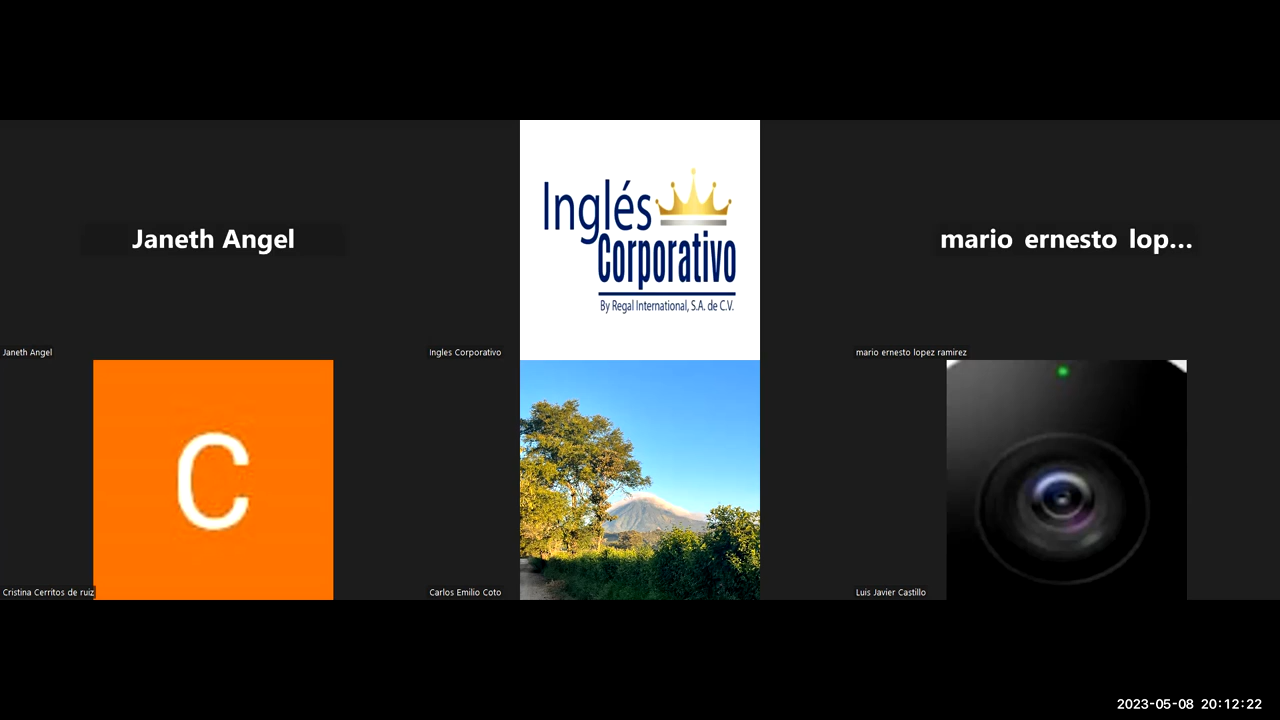 Janeth Angel
Inglés
Corporativo
By Regal International, S.A. de C.V.
mario ernesto lop...
Janeth Angel
Ingles Corporativo
mario ernesto lopez ramirez
C
Cristina Cerritos de ruiz
Carlos Emilio Coto
Luis Javier Castillo
2023-05-08 20:12:22